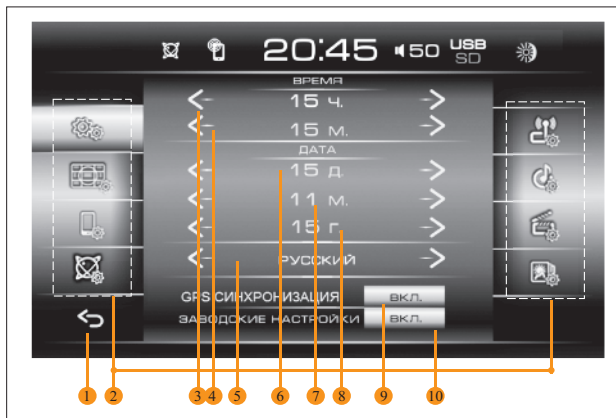 20:45 50 USB
SD
ВРЕМЯ
15 Ч.
15 М.
ДАТА
15 Д.
11 М.
15 Г.
РУССКИЙ
GPS СИНХРОНИЗАЦИЯ ВКЛ.
ЗАВОДСКИЕ НАСТРОЙКИ ВКЛ.
1 2 3 4 5 6 7 8 9 10